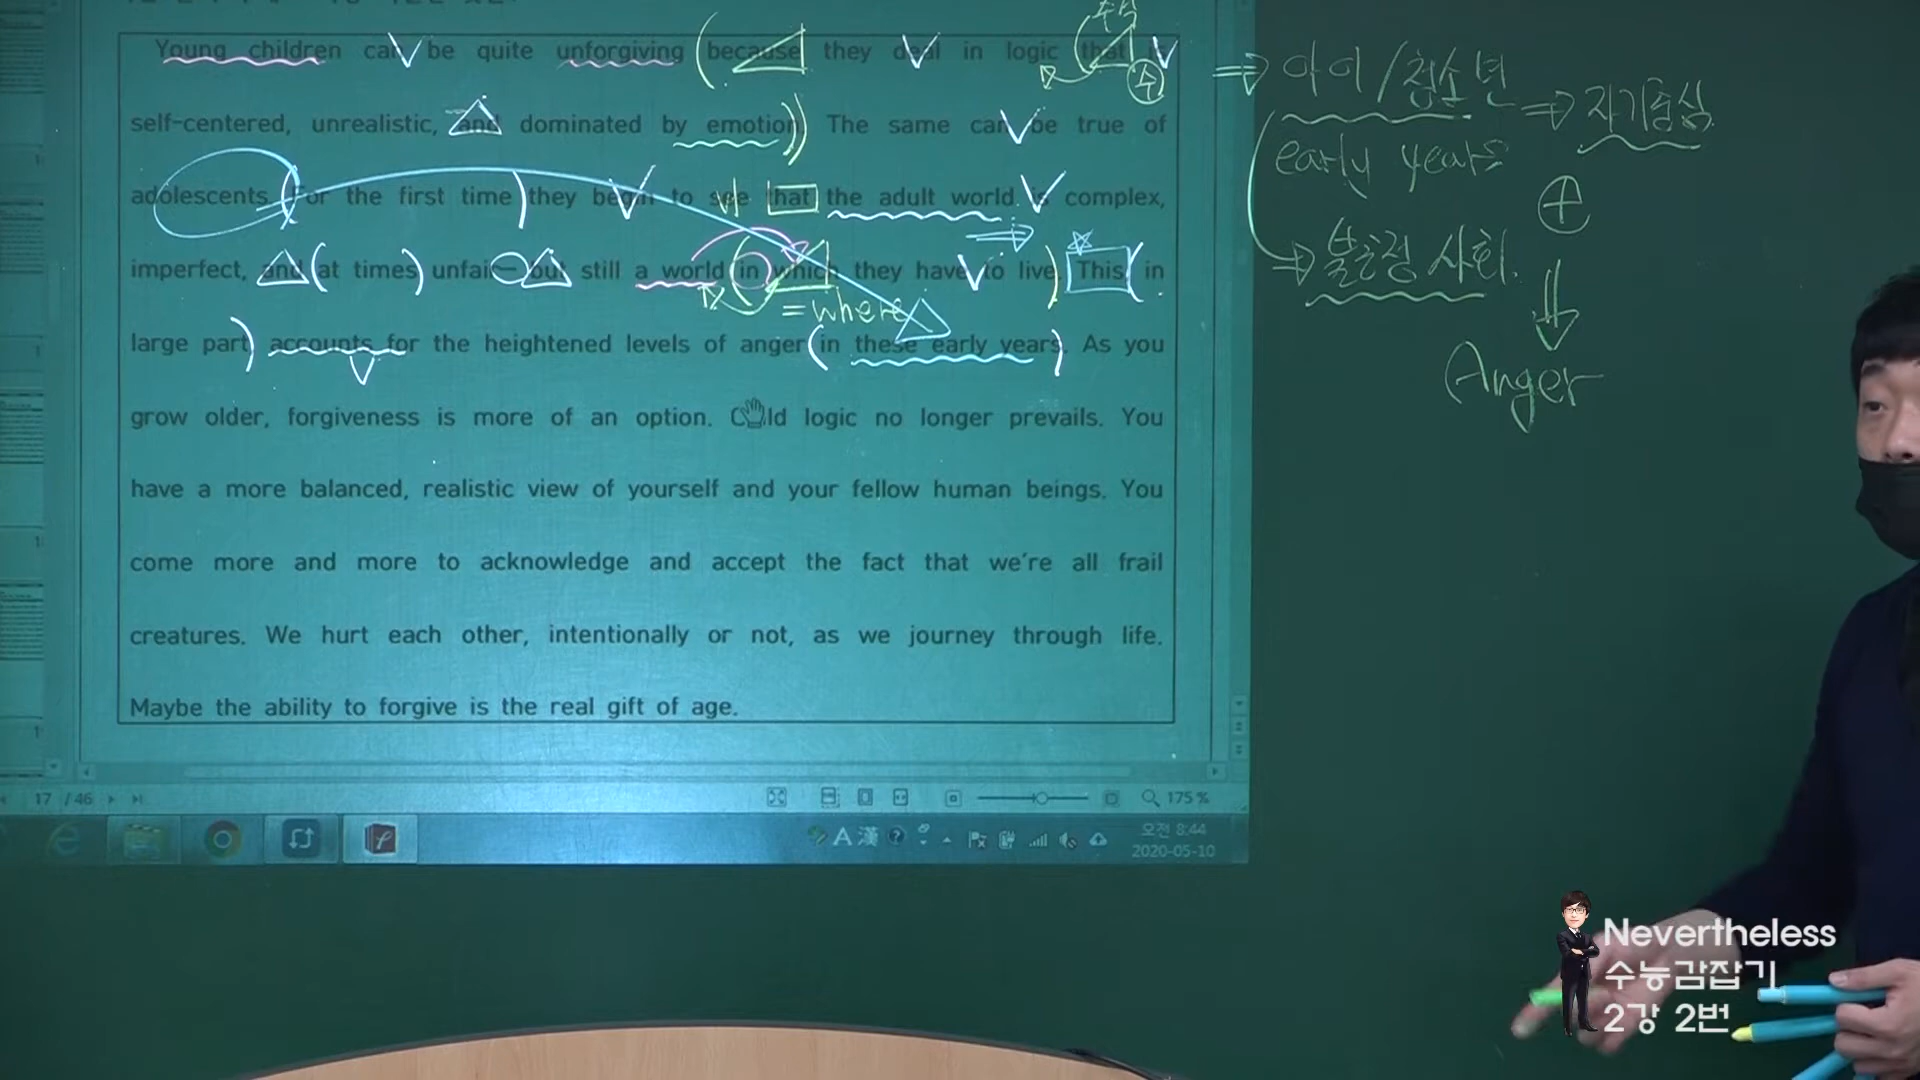 Young children can be quite unforgiving because they deal in logic that is
self-centered, unrealistic, and dominated by emotion. The same can be true of
adolescents. For the first time they begin to see that the adult world is complex,
imperfect, and at times unfair— but still a world in which they have to live. This, in
= where
large part, accounts for the heightened levels of anger in these early years. As you
grow older, forgiveness is more of an option. Child logic no longer prevails. You
have a more balanced, realistic view of yourself and your fellow human beings. You
come more and more to acknowledge and accept the fact that we're all frail
creatures. We hurt each other, intentionally or not, as we journey through life.
Maybe the ability to forgive is the real gift of age.
⇒ 아이/청소년 ⇒ 자기중심
early years
⊕
⇒ 불공정 사회.
Anger
17 / 46
175 %
A 漢
오전 8:44
2020-05-10
Nevertheless
수능감잡기
2강 2번